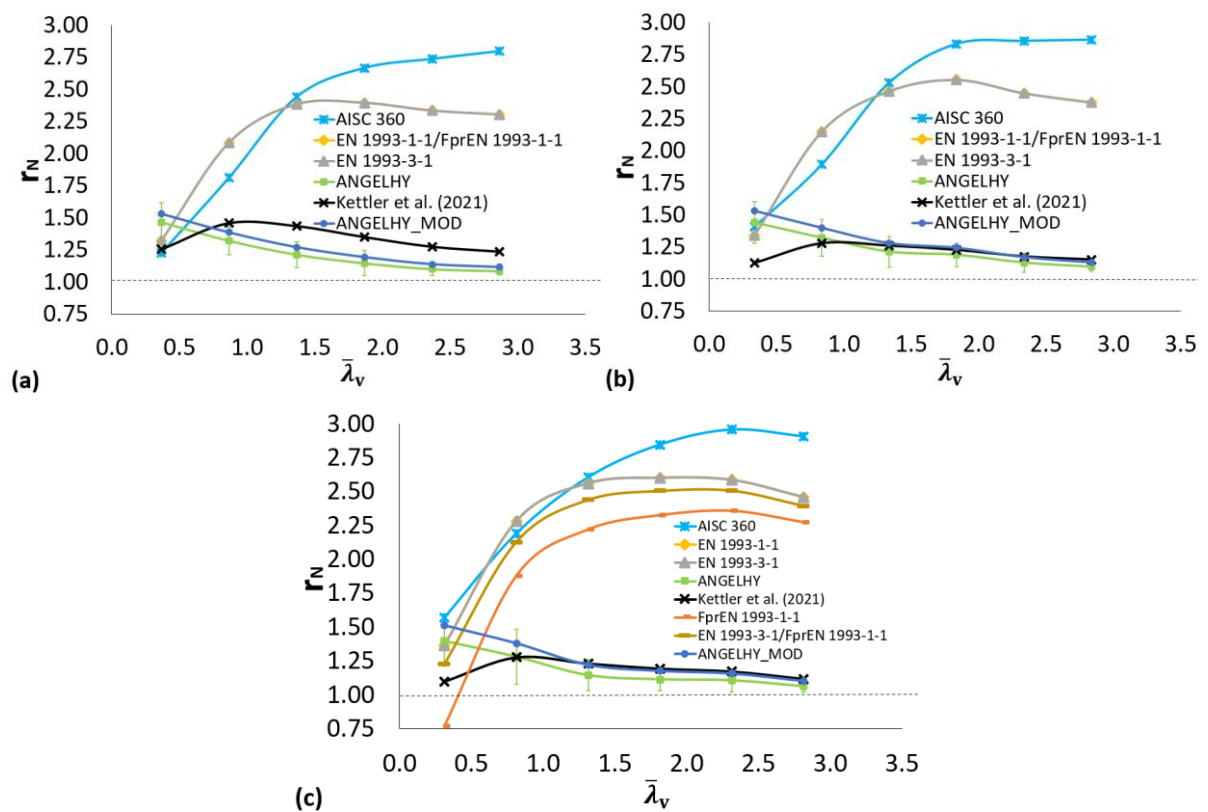 3.00
2.75
2.50
2.25
2.00
1.75
1.50
1.25
1.00
0.75
rN
AISC 360
EN 1993-1-1/FprEN 1993-1-1
EN 1993-3-1
ANGELHY
Kettler et al. (2021)
ANGELHY_MOD
0.0 0.5 1.0 1.5 2.0 2.5 3.0 3.5
λ̄v
(a)
3.00
2.75
2.50
2.25
2.00
1.75
1.50
1.25
1.00
0.75
rN
AISC 360
EN 1993-1-1/FprEN 1993-1-1
EN 1993-3-1
ANGELHY
Kettler et al. (2021)
ANGELHY_MOD
0.0 0.5 1.0 1.5 2.0 2.5 3.0 3.5
λ̄v
(b)
3.00
2.75
2.50
2.25
2.00
1.75
1.50
1.25
1.00
0.75
rN
AISC 360
EN 1993-1-1
EN 1993-3-1
ANGELHY
Kettler et al. (2021)
FprEN 1993-1-1
EN 1993-3-1/FprEN 1993-1-1
ANGELHY_MOD
0.0 0.5 1.0 1.5 2.0 2.5 3.0 3.5
λ̄v
(c)